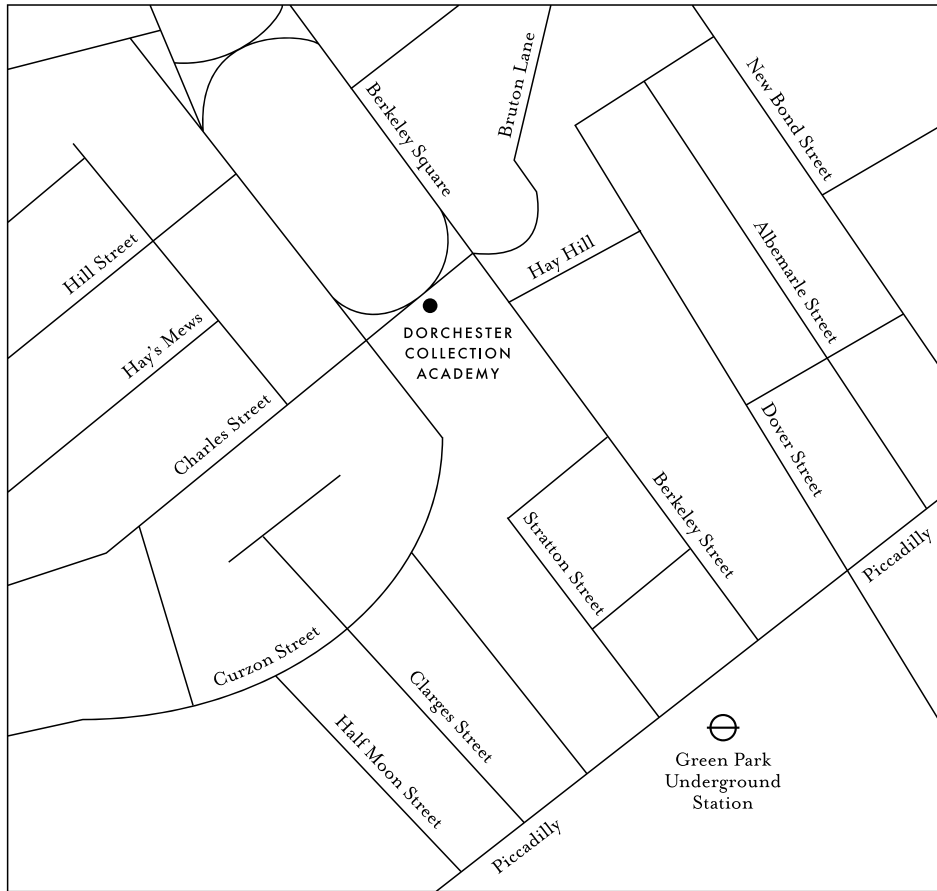 Bruton Lane
New Bond Street
Berkeley Square
Hill Street
Hay Hill
Albemarle Street
Hay's Mews
DORCHESTER
COLLECTION
ACADEMY
Charles Street
Dover Street
Berkeley Street
Stratton Street
Piccadilly
Curzon Street
Clarges Street
Half Moon Street
Green Park
Underground
Station
Piccadilly